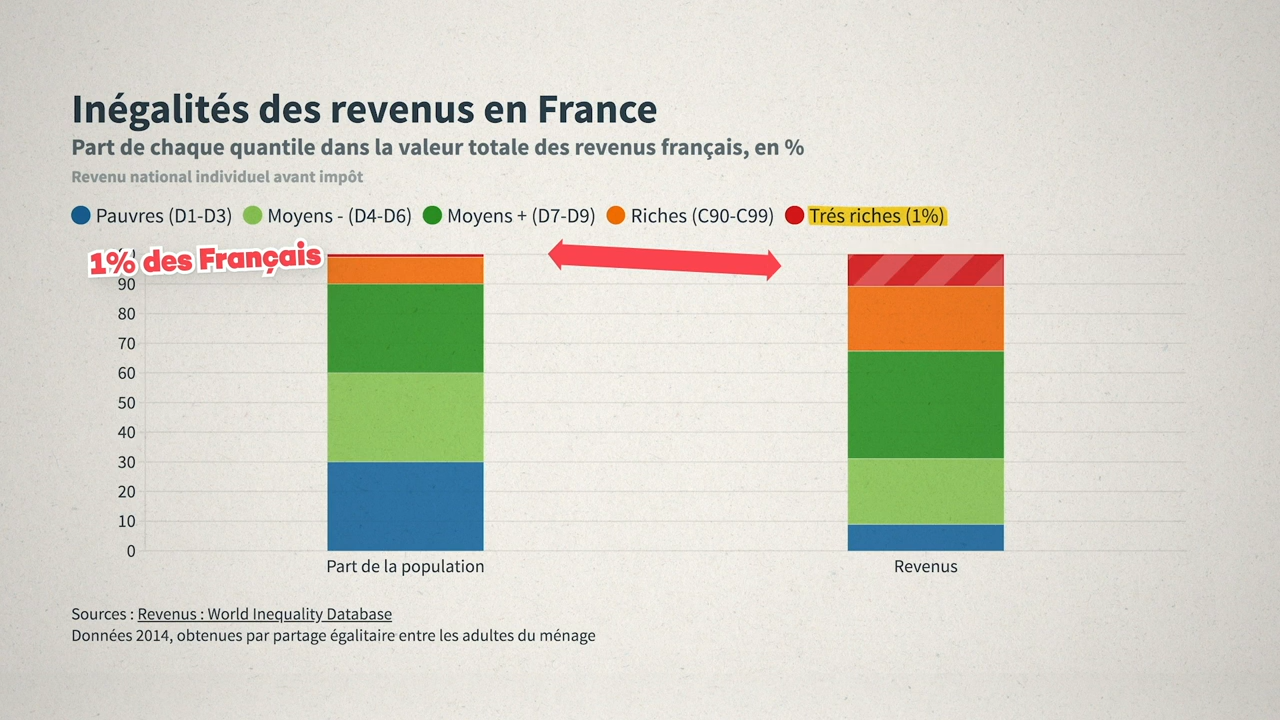 Inégalités des revenus en France
Part de chaque quantile dans la valeur totale des revenus français, en %
Revenu national individuel avant impôt
Pauvres (D1-D3) Moyens - (D4-D6) Moyens + (D7-D9) Riches (C90-C99) Trés riches (1%)
1% des Français
90
80
70
60
50
40
30
20
10
0
Part de la population Revenus
Sources : Revenus : World Inequality Database
Données 2014, obtenues par partage égalitaire entre les adultes du ménage